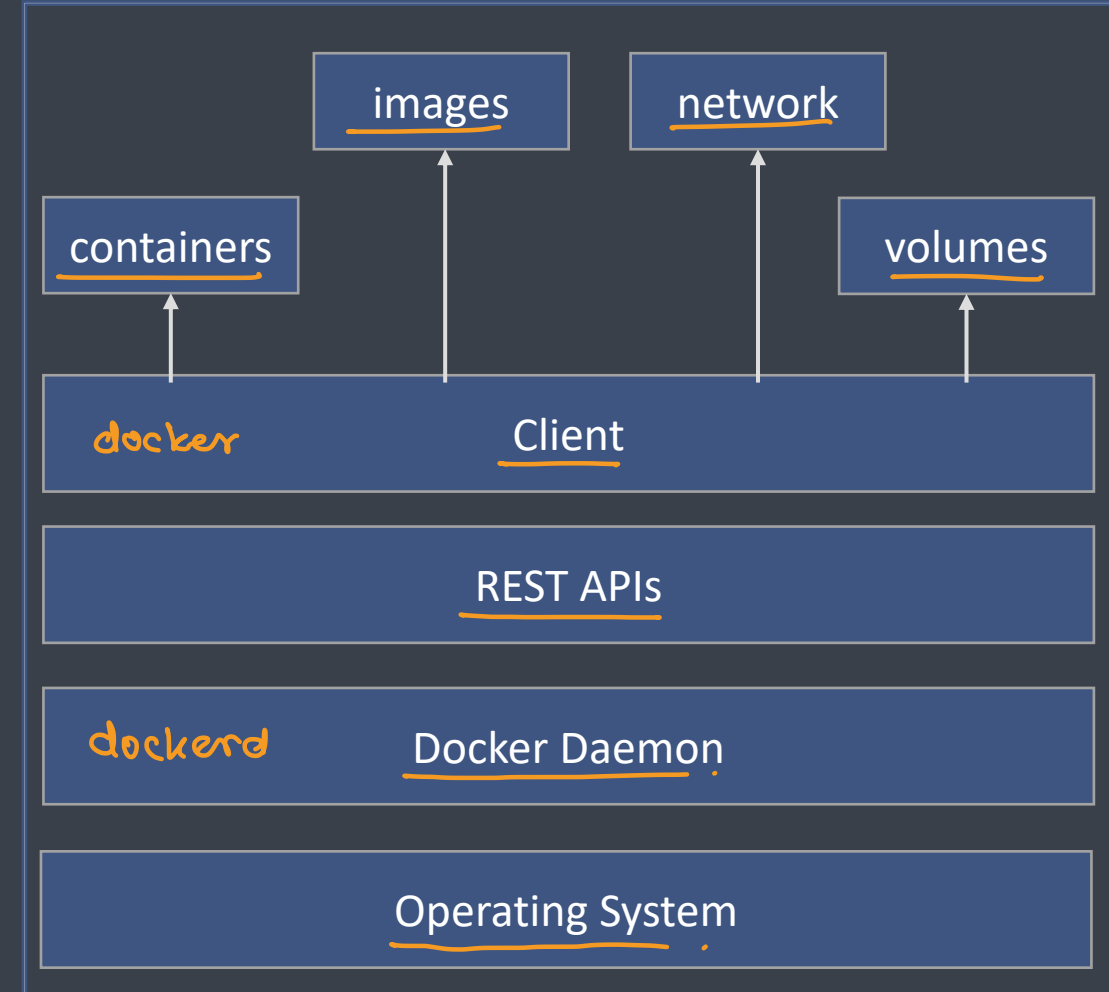 images
network
containers
volumes
docker
Client
REST APIs
dockerd
Docker Daemon
Operating System